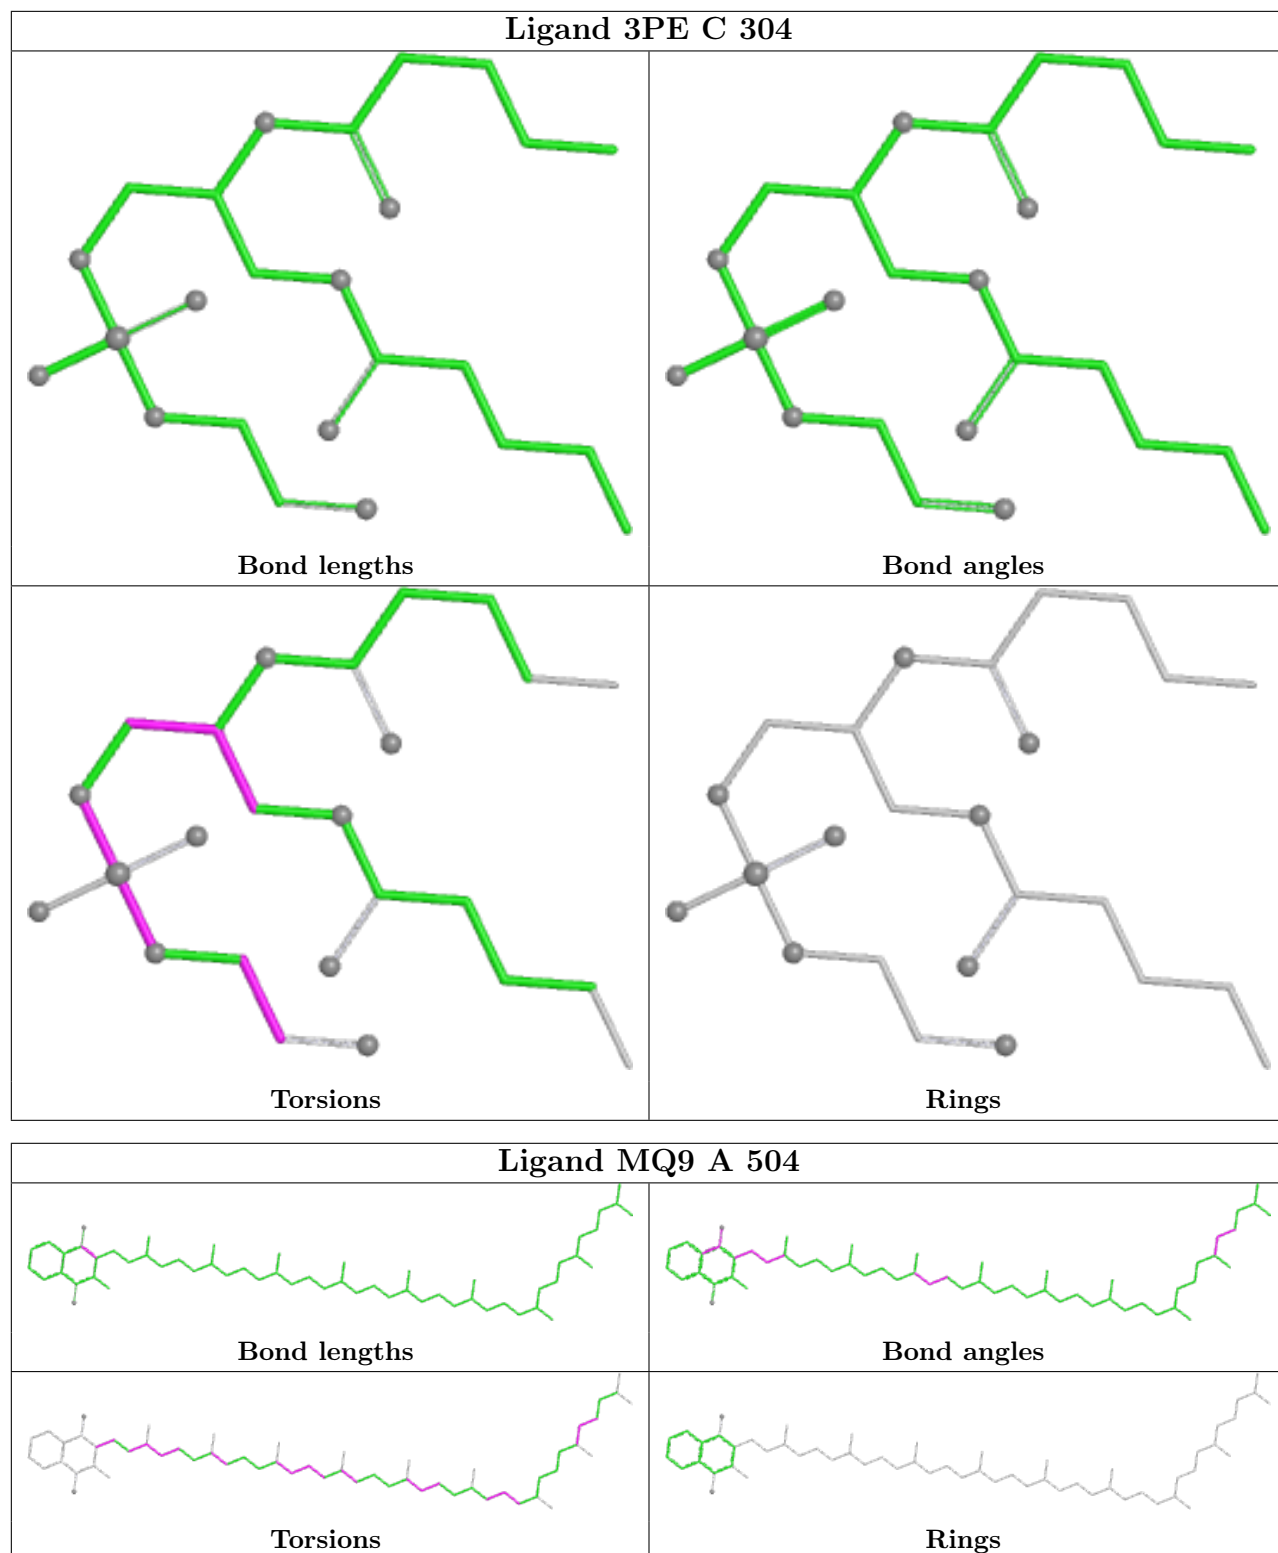 Ligand 3PE C 304
Bond lengths
Bond angles
Torsions
Rings
Ligand MQ9 A 504
Bond lengths
Bond angles
Torsions
Rings